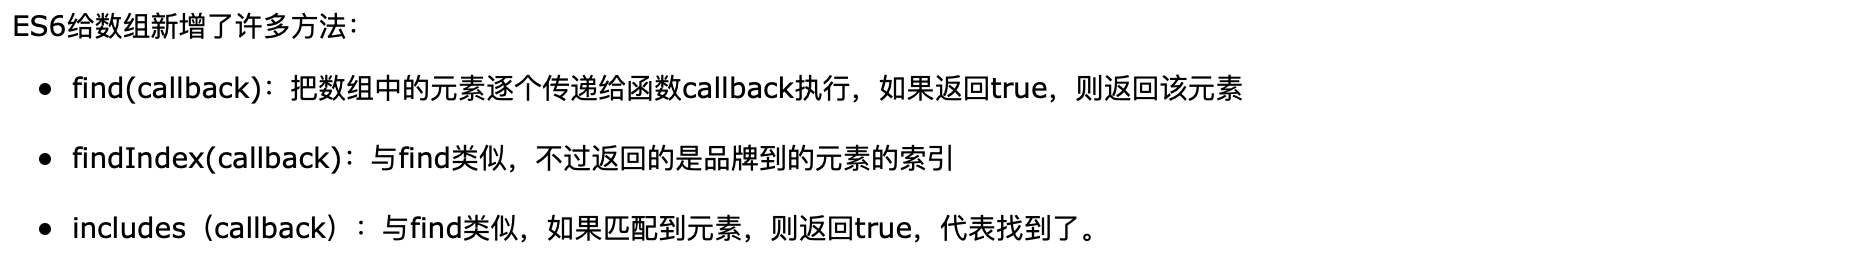 ES6给数组新增了许多方法：
find(callback)：把数组中的元素逐个传递给函数callback执行，如果返回true，则返回该元素
findIndex(callback)：与find类似，不过返回的是品牌到的元素的索引
includes（callback）：与find类似，如果匹配到元素，则返回true，代表找到了。